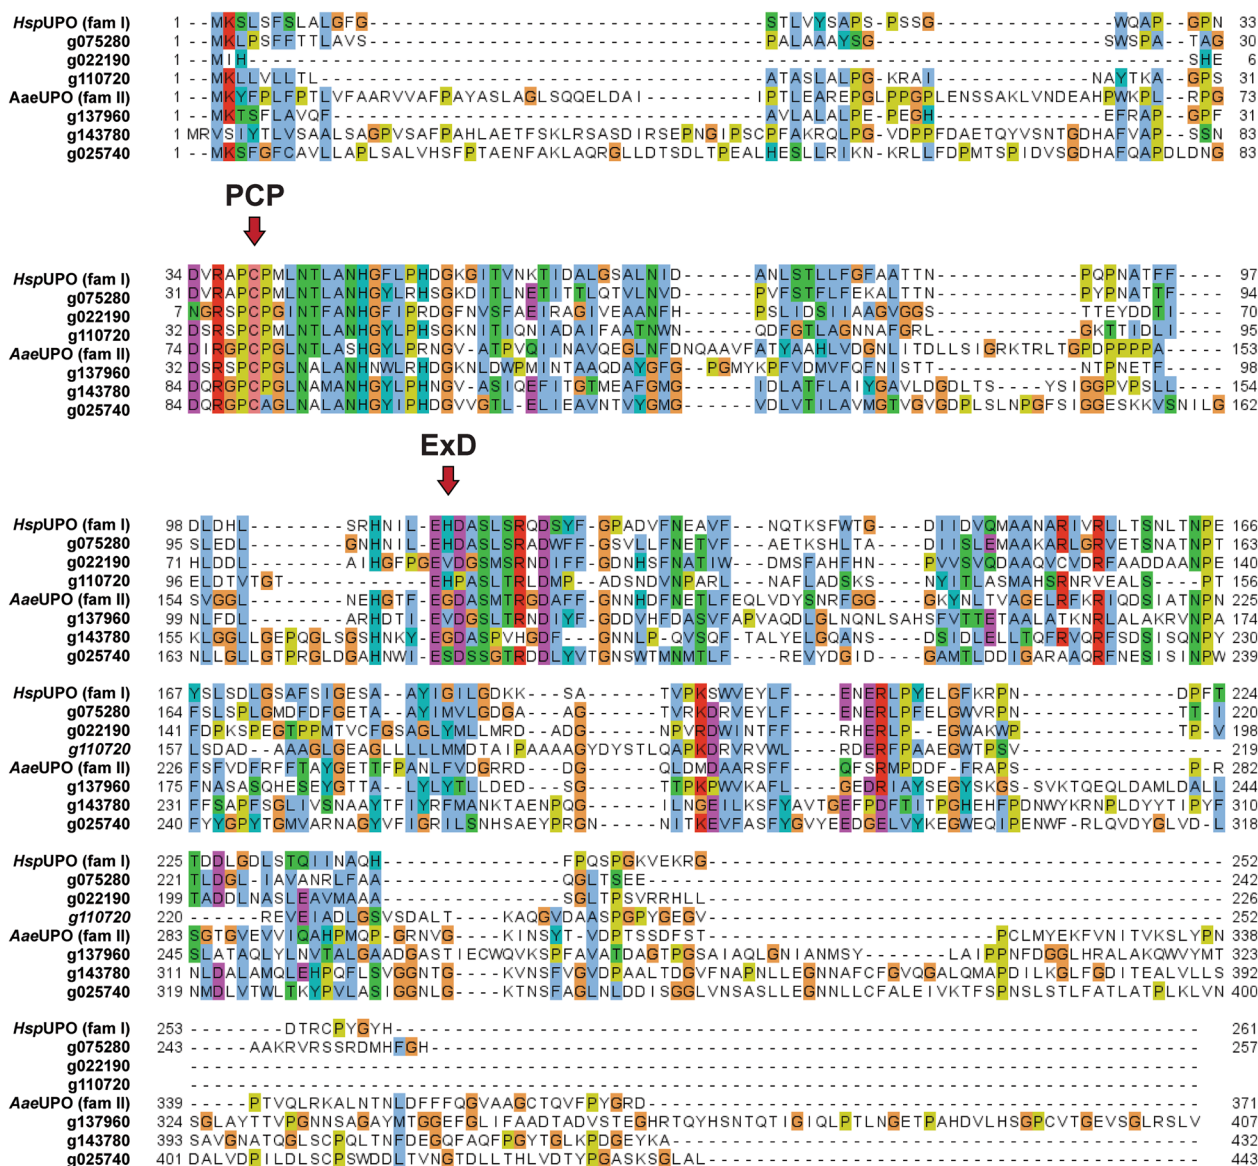 HspUPO (fam I) 1 --MKSLSFSLALGFG----------------------------------STLVYSAPS-PSSG---------------WQAP--GPN 33
g075280 1 --MKLPSFFTTLAVS----------------------------------PALAAAYSG--------------------SWSPA--TAG 30
g022190 1 --MIH-------------------------------------------------------------------------------SHE 6
g110720 1 --MKLLVLLTL--------------------------------------ATASLALPG-KRAI-------------NAYTKA--GPS 31
AaeUPO (fam II) 1 --MKYFPLFPTLVFAARVVAFPAYASLAGLSQQELDAI-----------IPTLEAREPGLPPGPLENSSAKLVNDEAHPWKPL--RPG 73
g137960 1 --MKTSFLAVQF-------------------------------------AVLALALPE-PEGH---------------EFRAP--GPF 31
g143780 1 MRVSIYTLVSAALSAGPVSAFPAHLAETFSKLRSASDIRSEPNGIPSCPFAKRQLPG-VDPPFDAETQYVSNTGDHAFVAP--SSN 83
g025740 1 --MKSFGFCAVLLAPLSALVHSFPTAENFAKLAQRGLLDTSDLTPEALHESLLRIKN-KRLLFDPMTSPIDVSGDHAFQAPDLDNG 83
PCP
HspUPO (fam I) 34 DVRAPCPMLNTLANHGFLPHDGKGITVNKTIDALGSALNID------ANLSTLLFGFAATTN------------PQPNATFF---- 97
g075280 31 DVRAPCPMLNTLANHGYLRHSGKDITLNETITTLQTVLNVD------PVFSTFLFEKALTTN------------PYPNATTF---- 94
g022190 7 NGRSPCPGINTFANHGFIPRDGFNVSFAEIRAGIVEAANFH------PSLIDSIIAAGVGGS------------TTEYDDTI---- 70
g110720 32 DSRSPCPMLNTLANHGYLPHSGKNITIQNIADAIFAATNWN------QDFGTLAGNNAFGRL------------GKTTIDLI---- 95
AaeUPO (fam II) 74 DIRGPCPGLNTLASHGYLPRNGV-ATPVQIINAVQEGLNFDNQAAVFATYAAHLVDGNLITDLLSIGRKTRLTGPDPPPPA----- 153
g137960 32 DSRSPCPGLNALANHNWLRHDGKNLDWPMINTAAQDAYGFG--PGMYKPFVDMVFQFNISTT------------NTPNETF----- 98
g143780 84 DQRGPCPGLNAMANHGYLPHNGV-ASIQEFITGTMEAFGMG------IDLATFLAIYGAVLDGDLTS-----YSIGGPVPSLL--- 154
g025740 84 DQRGPCAGLNALANHGYIPHDGVVGTL-ELIEAVNTVYGMG------VDLVTILAVMGTVGVGDPLSLNPGFSIGGESKKVSNILG 162
ExD
HspUPO (fam I) 98 DLDHL----------SRHNIL-EHDASLSRQDSYF-GPADVFNEAVF---NQTKSFWTG----DIIDVQMAANARIVRLLTSNLTNPE 166
g075280 95 SLEDL----------GNHNIL-EHDASLSRADWFF-GSVLLFNETVF---AETKSHLTA----DIISLEMAAKARLGRVETSNATNPT 163
g022190 71 HLDDL----------AIHGFPGEVDGSMSRNDIFF-GDNHSFNATIW---DMSFAHFHN----PVVSVQDAAQVCVDRFAADDAANPE 140
g110720 96 ELDTVTGT------------EHPASLTRLDMP--ADSNDVNPARL---NAFLADSKS-----NYITLASMAHSRNRVEALS----PT 156
AaeUPO (fam II) 154 SVGGL----------NEHGTF-EGDASMTRGDAFF-GNNHDFNETLFEQLVDYSNRFGG----GKYNLTVAGELRFKRIQDSIATNPN 225
g137960 99 NLFDL----------ARHDTI-EVDGSLTRNDIYF-GDDVHFDASVFAPVAQDLGKNQNLSAHSFVTTETAALATKNRLALAKRVNPA 174
g143780 155 KLGGLLGEPQGLSGSHNKY-EGDASPVHGDF---GNNLP-QVSQF--TALYELGQANS----DSIDLETLLTQFRVQRFSDSISQNPY 230
g025740 163 NLLGLLGTPRGLDGAHNWI-ESDSSGTRDDLYVTGNSWTMNMTLF----REVYDGID----GAMTLDDIGARAAQRFNESISINPW 239
HspUPO (fam I) 167 YSLSDLGSAFSIGESA--AYIGILGDKK---SA------TVPKSWVEYLF----ENERLPYELGFKRPN-----------DPFT 224
g075280 164 FSLSPLGMDFDFGETA--AYIMVLGDGA---AG------TVRKDRVEYLF----ENERLPFELGWVRPN-----------TT-I 220
g022190 141 FDPKSPEGTPPMTVCFGSAGLYMLLMRD--ADG------NPVRDWINTFF----RHERLP-EGWAKWP------------TP-V 198
g110720 157 LSDAD--AAAGLGEAGLLLLLMMDTAIPAAAAGYDYSTLQAPKDRVRVWL----RDERFPAAEGWTPSV--------------- 219
AaeUPO (fam II) 226 FSFVDFRFFTAYGETTFPANLFVDGRRD---DG------QLDMDAARSFF----QFSRMPDDF-FRAPS-----------P-R 282
g137960 175 FNASASQHESEYGTTA--LYLYTLLDED---SG------TPKPWVKAFL----GEDRIAYSEGYSKGS---SVKTQEQLDAMLDALL 244
g143780 231 FFSAPFSGLIVSNAAYTFIYRFMANKTAENPQG------ILNGEILKSFYAVTGEFPDFTITPGHEHFPDNWYKRNPLDYYTIPYF 310
g025740 240 FYYGPYTGMVARNAGYVFIGRILSNHSAEYPRGN-----NITKEVFASFYGVYEEDGELVYKEGWEQIPENWF-RLQVDYGLVD-L 318
HspUPO (fam I) 225 TDDLGDLSTQIINAQH---------------FPQSPGKVEKRG------------------------------------------- 252
g075280 221 TLDGL-IAVANRLFAA---------------QGLTSEE------------------------------------------------ 242
g022190 199 TADDLNASLEAVMAAA---------------SGLTPSVRRHLL------------------------------------------- 226
g110720 220 ------REVEIADLGSVSDALT----KAQGVDAASPGPYGEGV------------------------------------------- 252
AaeUPO (fam II) 283 SGTGVEVVIQAHPMQP-GRNVG----KINSYT-VDPTSSDFST------------------------PCLMYEKFVNITVKSLYPN 338
g137960 245 SLATAQLYLNVTALGAADGASTIECWQVKSPFAVATDAGTPGSAIAQLGNIANMSY-------LAIPPNFDGGLHRALAKQWVYMT 323
g143780 311 NLDALAMQLEHPQFLSVGGNTG----KVNSFVGVDPAALTDGVFNAPNLLEGNNAFCFGVQGALQMAPDILKGLFGDITEALVLLS 392
g025740 319 NMDLVTWLTKYPVLASIGGNLG----KTNSFAGLNLDDISGGLVNSASLLEGNNLLCFALEIVKTFSPNSLSTLFATLATPLKLVN 400
HspUPO (fam I) 253 --------DTRCPYGYH--------------------------------------------------------------------- 261
g075280 243 -----AAKRVRSSRDMHFGH------------------------------------------------------------------ 257
g022190 --------------------------------------------------------------------------------------
g110720 --------------------------------------------------------------------------------------
AaeUPO (fam II) 339 -----PTVQLRKALNTNLDFFFQGVAAGCTQVFPYGRD------------------------------------------------ 371
g137960 324 SGLAYTTVPGNNSAGAYMTGGEFGLIFAADTADVSTEGHRTQYHSNTQTIGIQLPTLNGETPAHDVLHSGPCVTGEVSGLRSLV 407
g143780 393 SAVGNATQGLSCPQLTNFDEGQFAQFPGYTGLKPDGEYKA---------------------------------------------- 432
g025740 401 DALVDPILDLSCPSWDDLTVNGTDLLTHLVDTYPGASKSGLAL------------------------------------------- 443